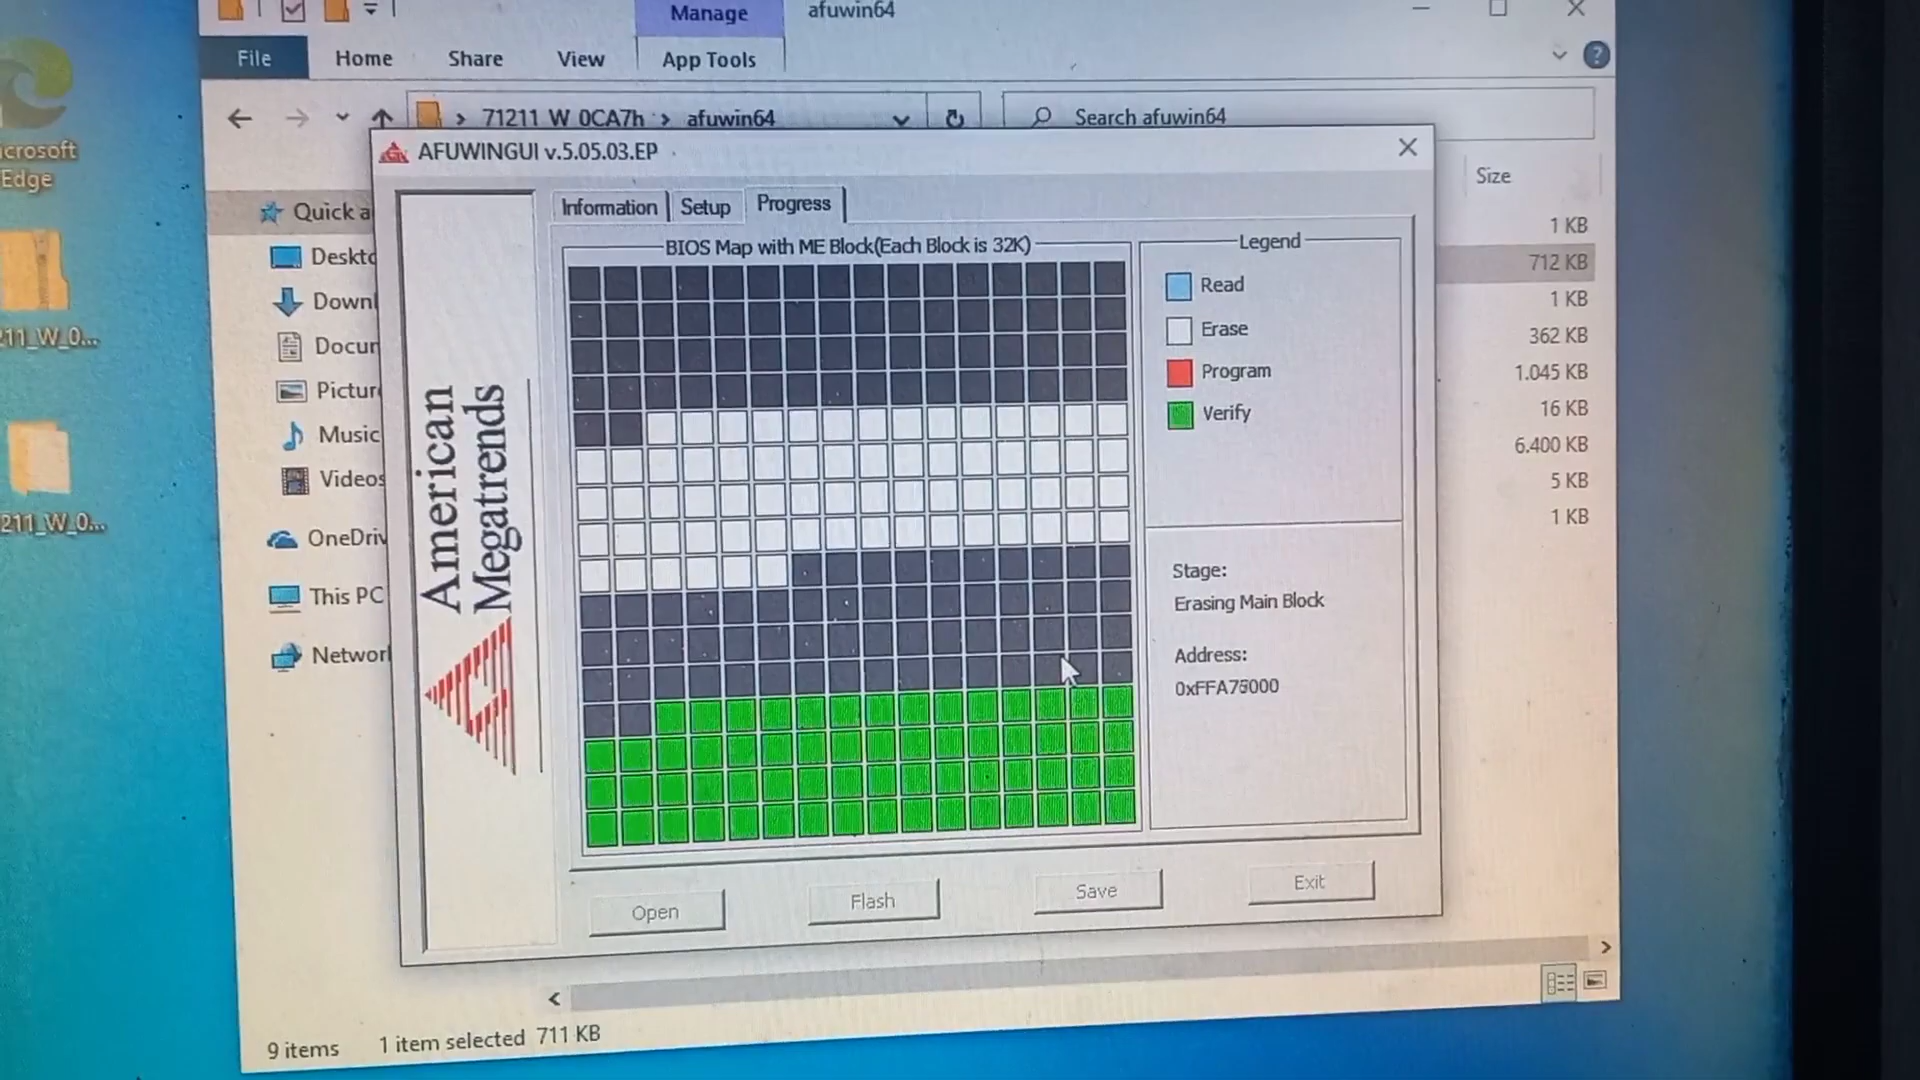 Manage
afuwin64
File
Home
Share
View
App Tools
71211_W_0CA7h
afuwin64
Search afuwin64
AFUWINGUI v.5.05.03.EP
Size
Edge
Quick a
Information
Setup
Progress
BIOS Map with ME Block(Each Block is 32K)
Legend
Read
Erase
Program
Verify
1 KB
712 KB
1 KB
362 KB
1.045 KB
16 KB
6.400 KB
5 KB
1 KB
Deskto
Downl
Docum
Pictur
Music
Videos
OneDriv
This PC
Networ
211_W_0...
211_W_0...
American
Megatrends
Stage:
Erasing Main Block
Address:
0xFFA75000
Open
Flash
Save
Exit
9 items
1 item selected 711 KB